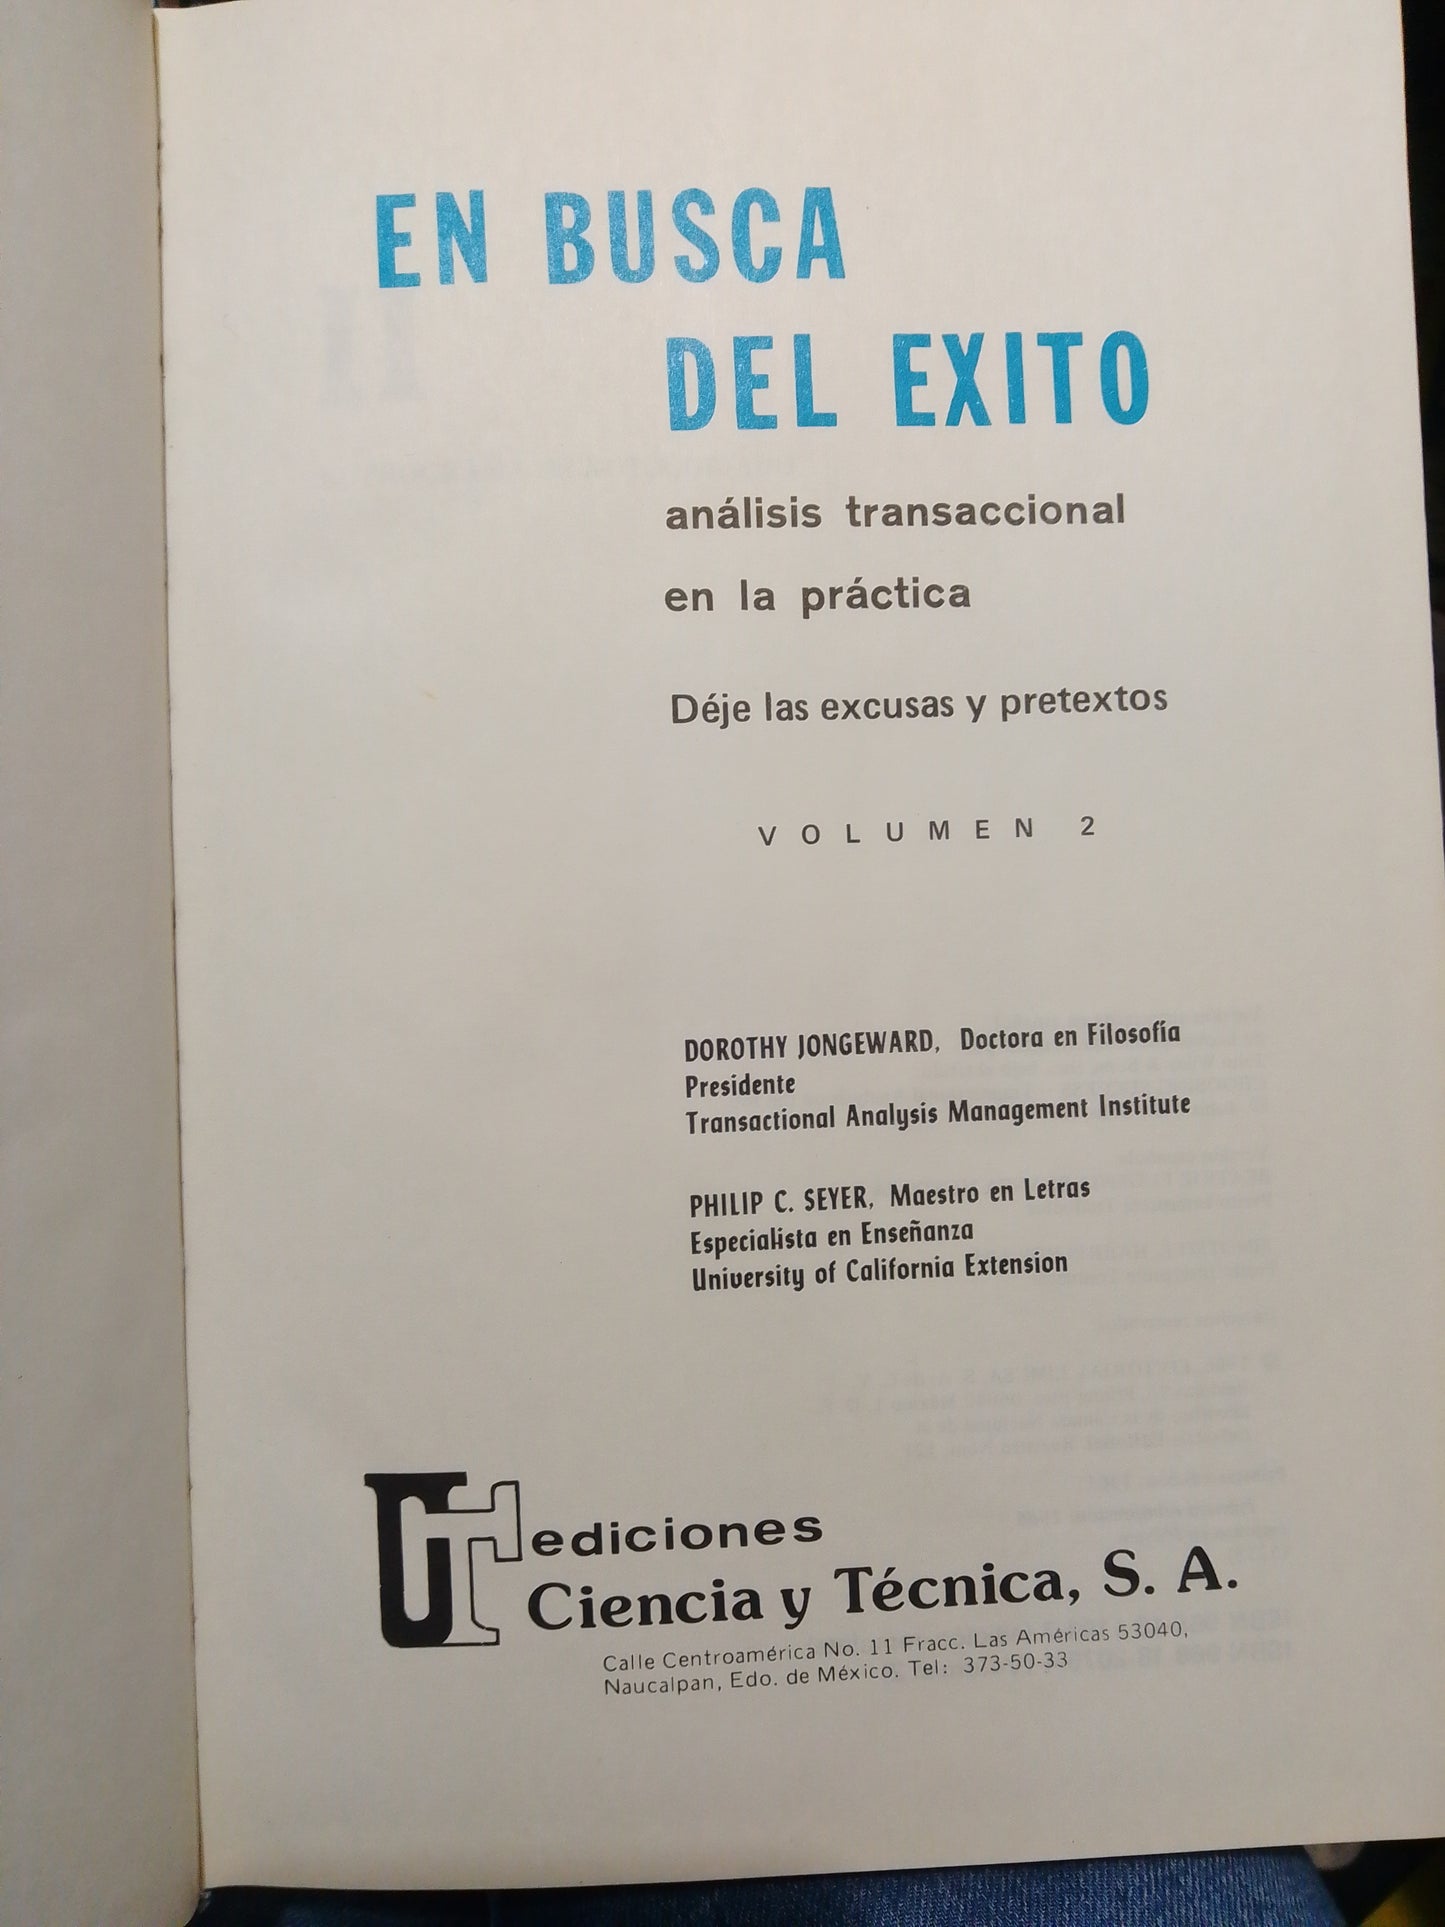 EN BUSCA
DEL EXITO
análisis transaccional
en la práctica
Déje las excusas y pretextos
VOLUMEN 2
DOROTHY JONGEWARD, Doctora en Filosofía
Presidente
Transactional Analysis Management Institute
PHILIP C. SEYER, Maestro en Letras
Especialista en Enseñanza
University of California Extension
ediciones
Ciencia y Técnica, S. A.
Calle Centroamérica No. 11 Fracc. Las Américas 53040,
Naucalpan, Edo. de México. Tel: 373-50-33